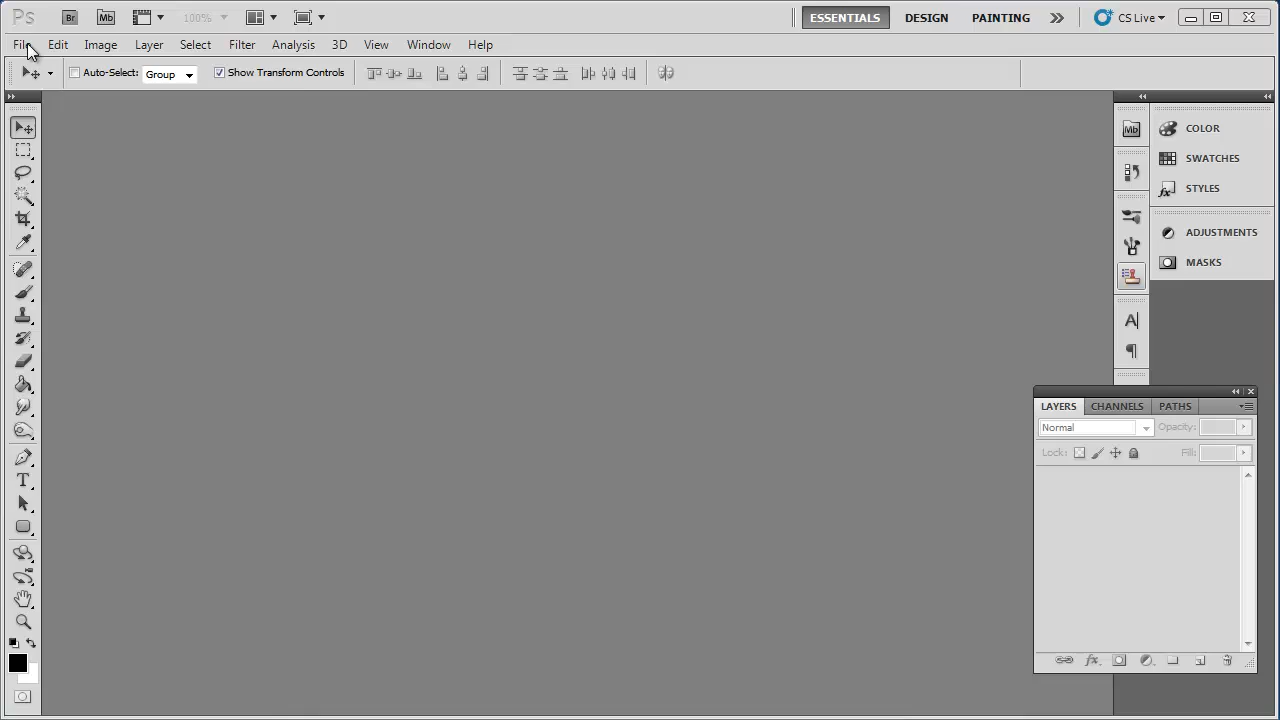 Ps Br Mb 100% ESSENTIALS DESIGN PAINTING CS Live
File Edit Image Layer Select Filter Analysis 3D View Window Help
Auto-Select: Group Show Transform Controls
Mb COLOR
SWATCHES
STYLES
ADJUSTMENTS
MASKS
A
LAYERS CHANNELS PATHS
Normal Opacity:
Lock: Fill:
T
fx